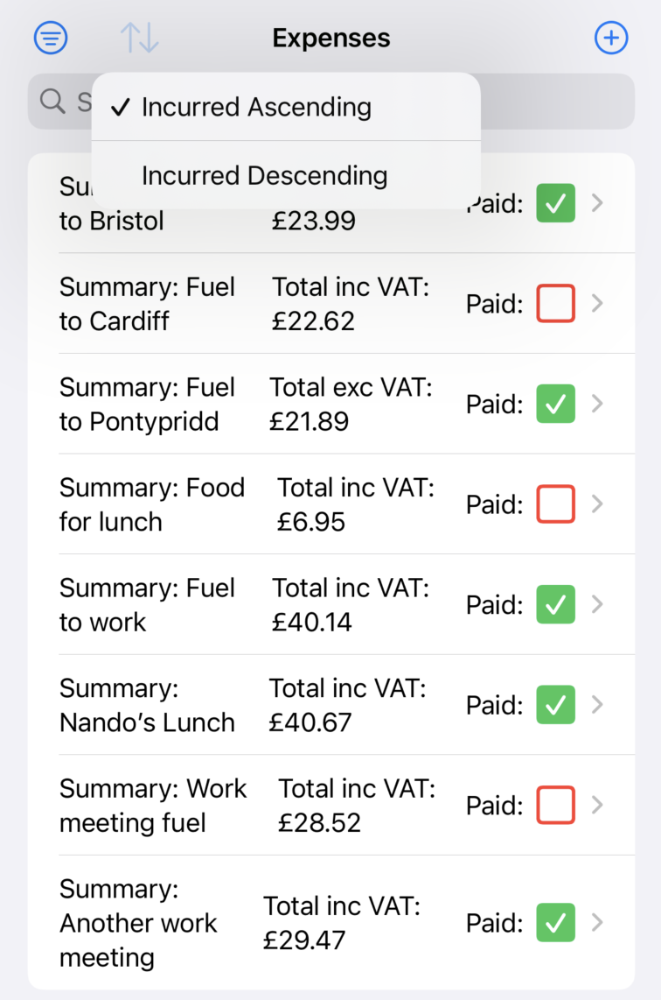 Expenses
Incurred Ascending
Incurred Descending
to Bristol
£23.99
Paid:
Summary: Fuel
to Cardiff
Total inc VAT:
£22.62
Paid:
Summary: Fuel
to Pontypridd
Total exc VAT:
£21.89
Paid:
Summary: Food
for lunch
Total inc VAT:
£6.95
Paid:
Summary: Fuel
to work
Total inc VAT:
£40.14
Paid:
Summary:
Nando’s Lunch
Total inc VAT:
£40.67
Paid:
Summary: Work
meeting fuel
Total inc VAT:
£28.52
Paid:
Summary:
Another work
meeting
Total inc VAT:
£29.47
Paid: